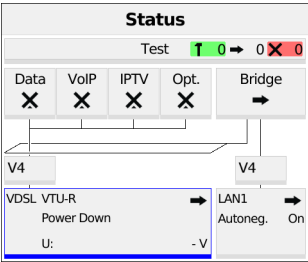 Status
Test 0 0 0
Data VoIP IPTV Opt. Bridge
V4 V4
VDSL VTU-R LAN1
Power Down Autoneg. On
U: - V